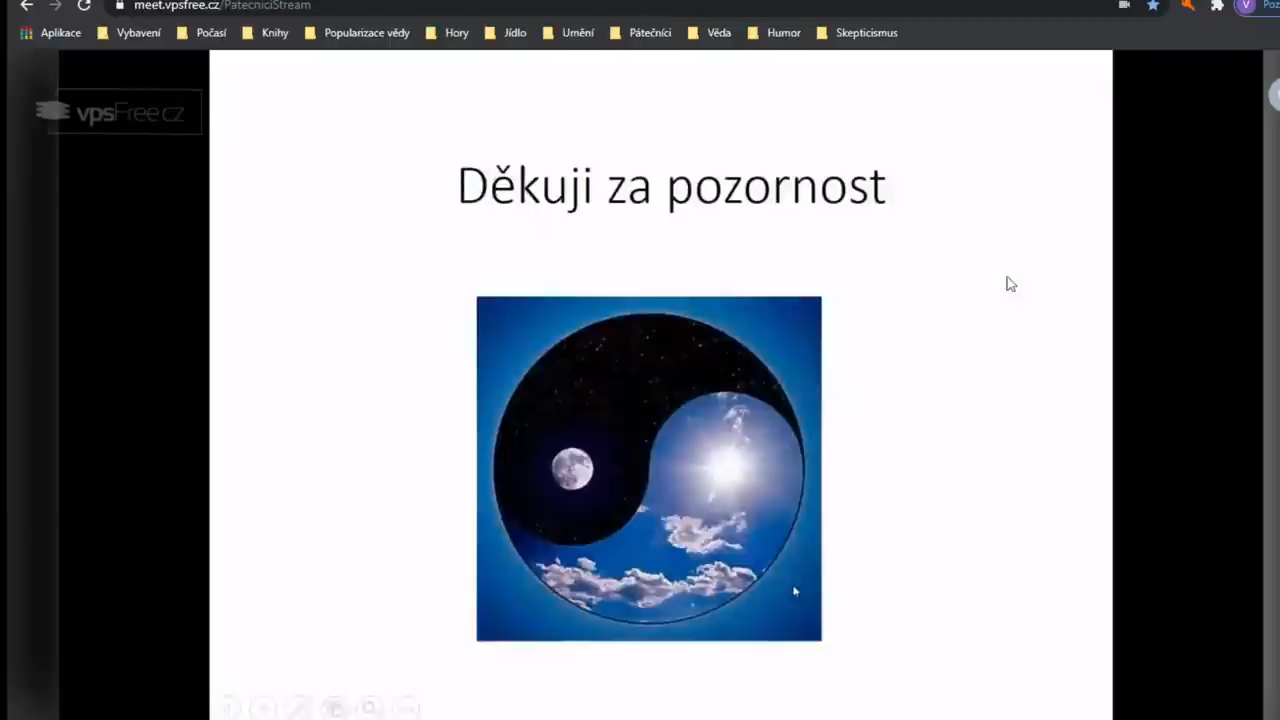 meet.vpsfree.cz/PatecniciStream
Aplikace Vybavení Počasí Knihy Popularizace vědy Hory Jídlo Umění Pátečníci Věda Humor Skepticismus
vpsFree.cz
Děkuji za pozornost